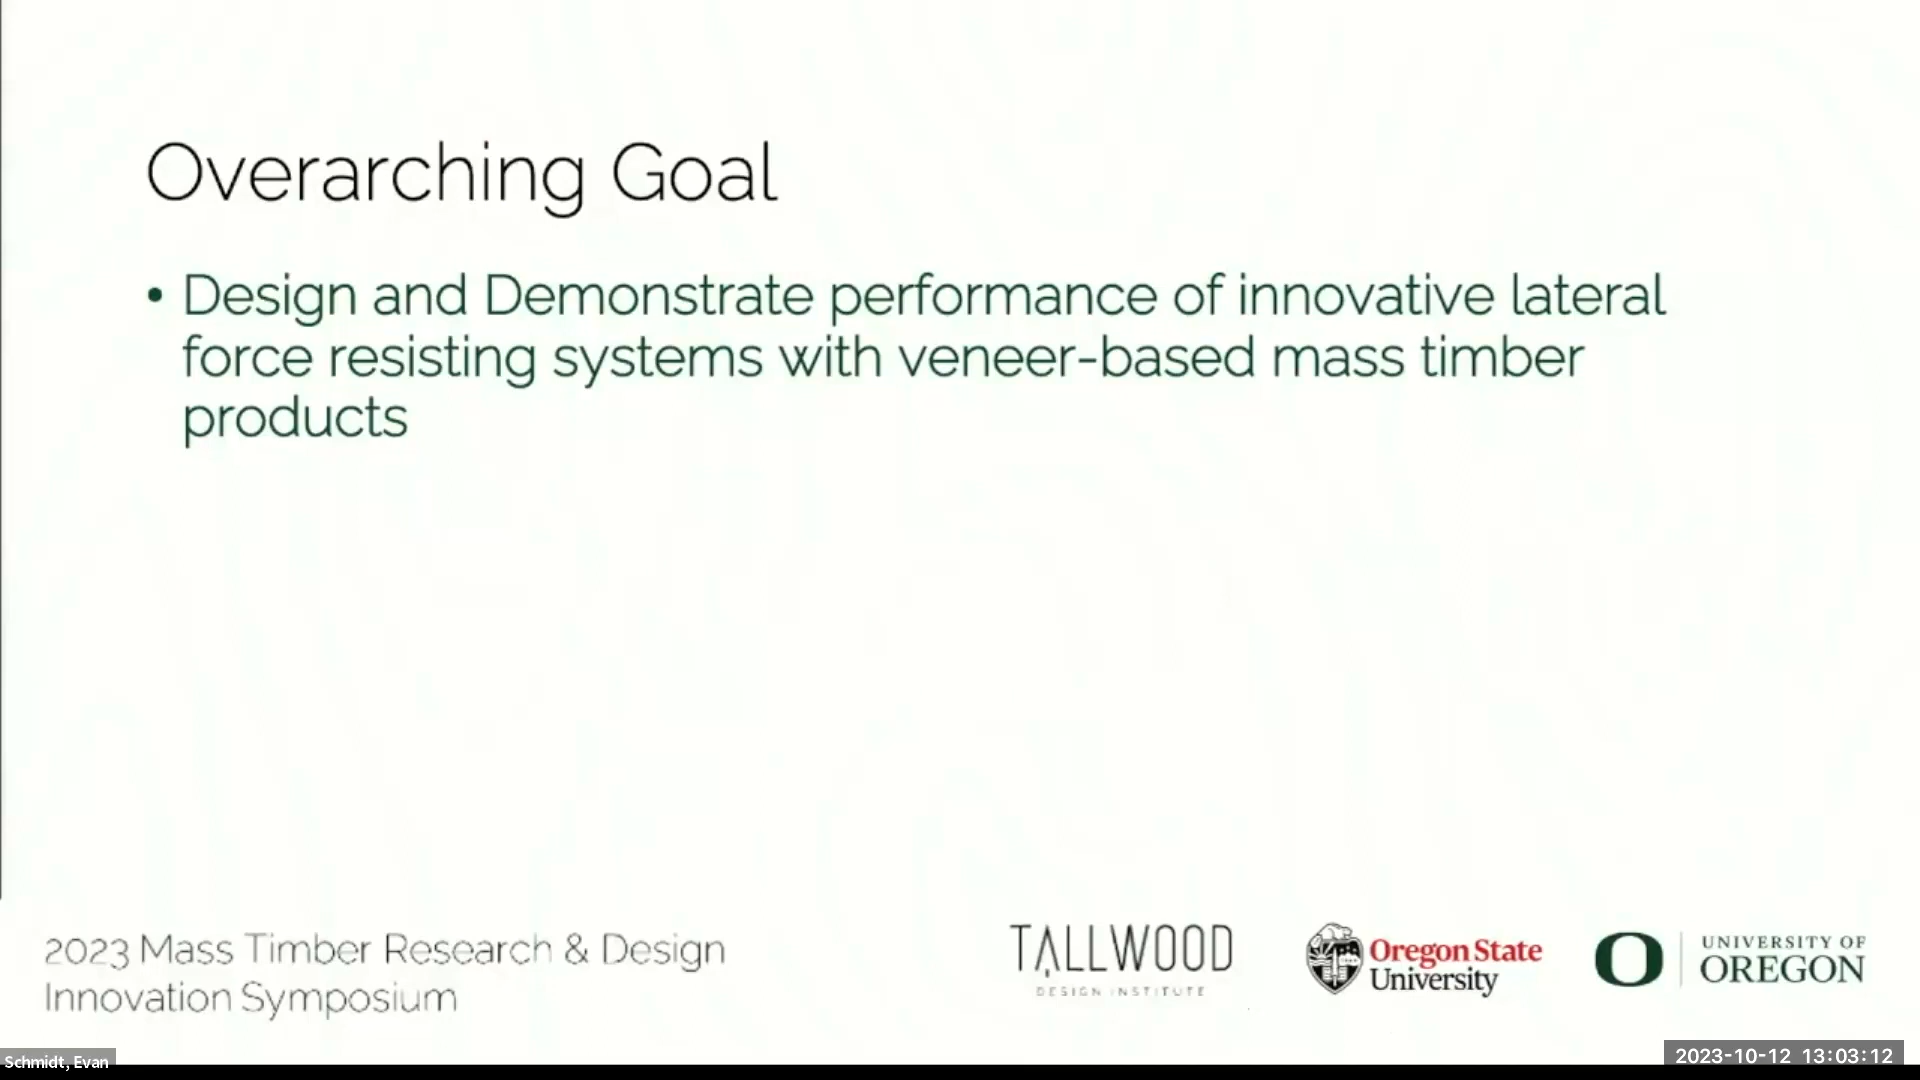 Overarching Goal
• Design and Demonstrate performance of innovative lateral
force resisting systems with veneer-based mass timber
products
2023 Mass Timber Research & Design
Innovation Symposium
TALLWOOD
DESIGN INSTITUTE
Oregon State
University
O
UNIVERSITY OF
OREGON
Schmidt, Evan
2023-10-12 13:03:12